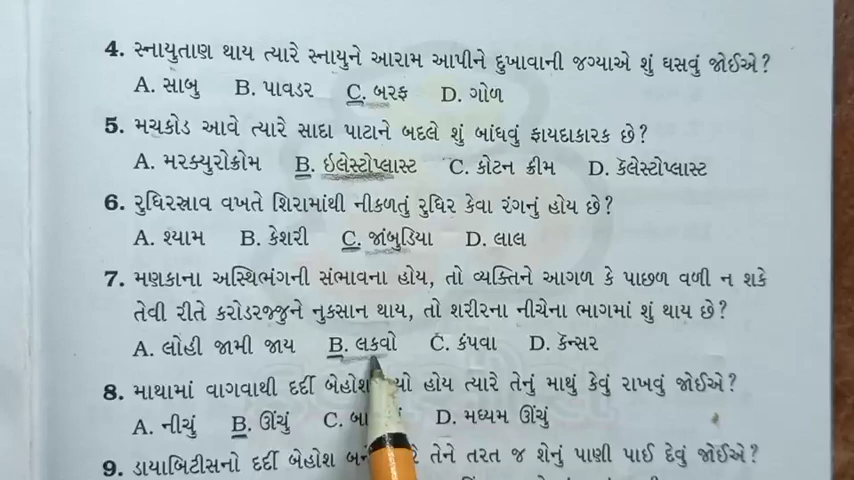 4. સ્નાયુતાણ થાય ત્યારે સ્નાયુને આરામ આપીને દુખાવાની જગ્યાએ શું ઘસવું જોઈએ?
A. સાબુ B. પાવડર C. બરફ D. ગોળ
5. મચકોડ આવે ત્યારે સાદા પાટાને બદલે શું બાંધવું ફાયદાકારક છે?
A. મરક્યુરોક્રોમ B. ઇલેસ્ટોપ્લાસ્ટ C. કોટન ક્રીમ D. કૅલેસ્ટોપ્લાસ્ટ
6. રુધિરસ્રાવ વખતે શિરામાંથી નીકળતું રુધિર કેવા રંગનું હોય છે?
A. શ્યામ B. કેશરી C. જાંબુડિયા D. લાલ
7. મણકાના અસ્થિભંગની સંભાવના હોય, તો વ્યક્તિને આગળ કે પાછળ વળી ન શકે
તેવી રીતે કરોડરજ્જુને નુકસાન થાય, તો શરીરના નીચેના ભાગમાં શું થાય છે?
A. લોહી જામી જાય B. લકવો C. કંપવા D. કૅન્સર
8. માથામાં વાગવાથી દર્દી બેહોશ હોય ત્યારે તેનું માથું કેવું રાખવું જોઈએ?
A. નીચું B. ઊંચું C. D. મધ્યમ ઊંચું
9. ડાયાબિટીસનો દર્દી બેહોશ તેને તરત જ શેનું પાણી પાઈ દેવું જોઈએ?